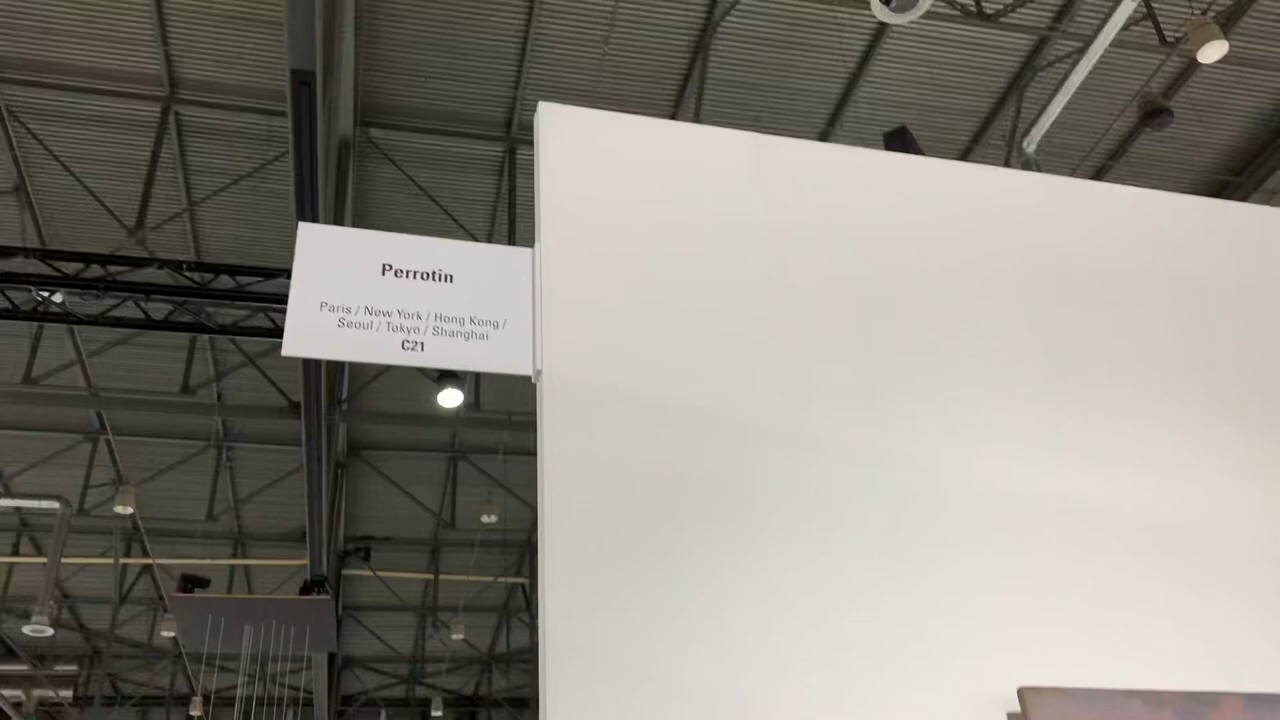 Perrotin
Paris / New York / Hong Kong /
Seoul / Tokyo / Shanghai
C21